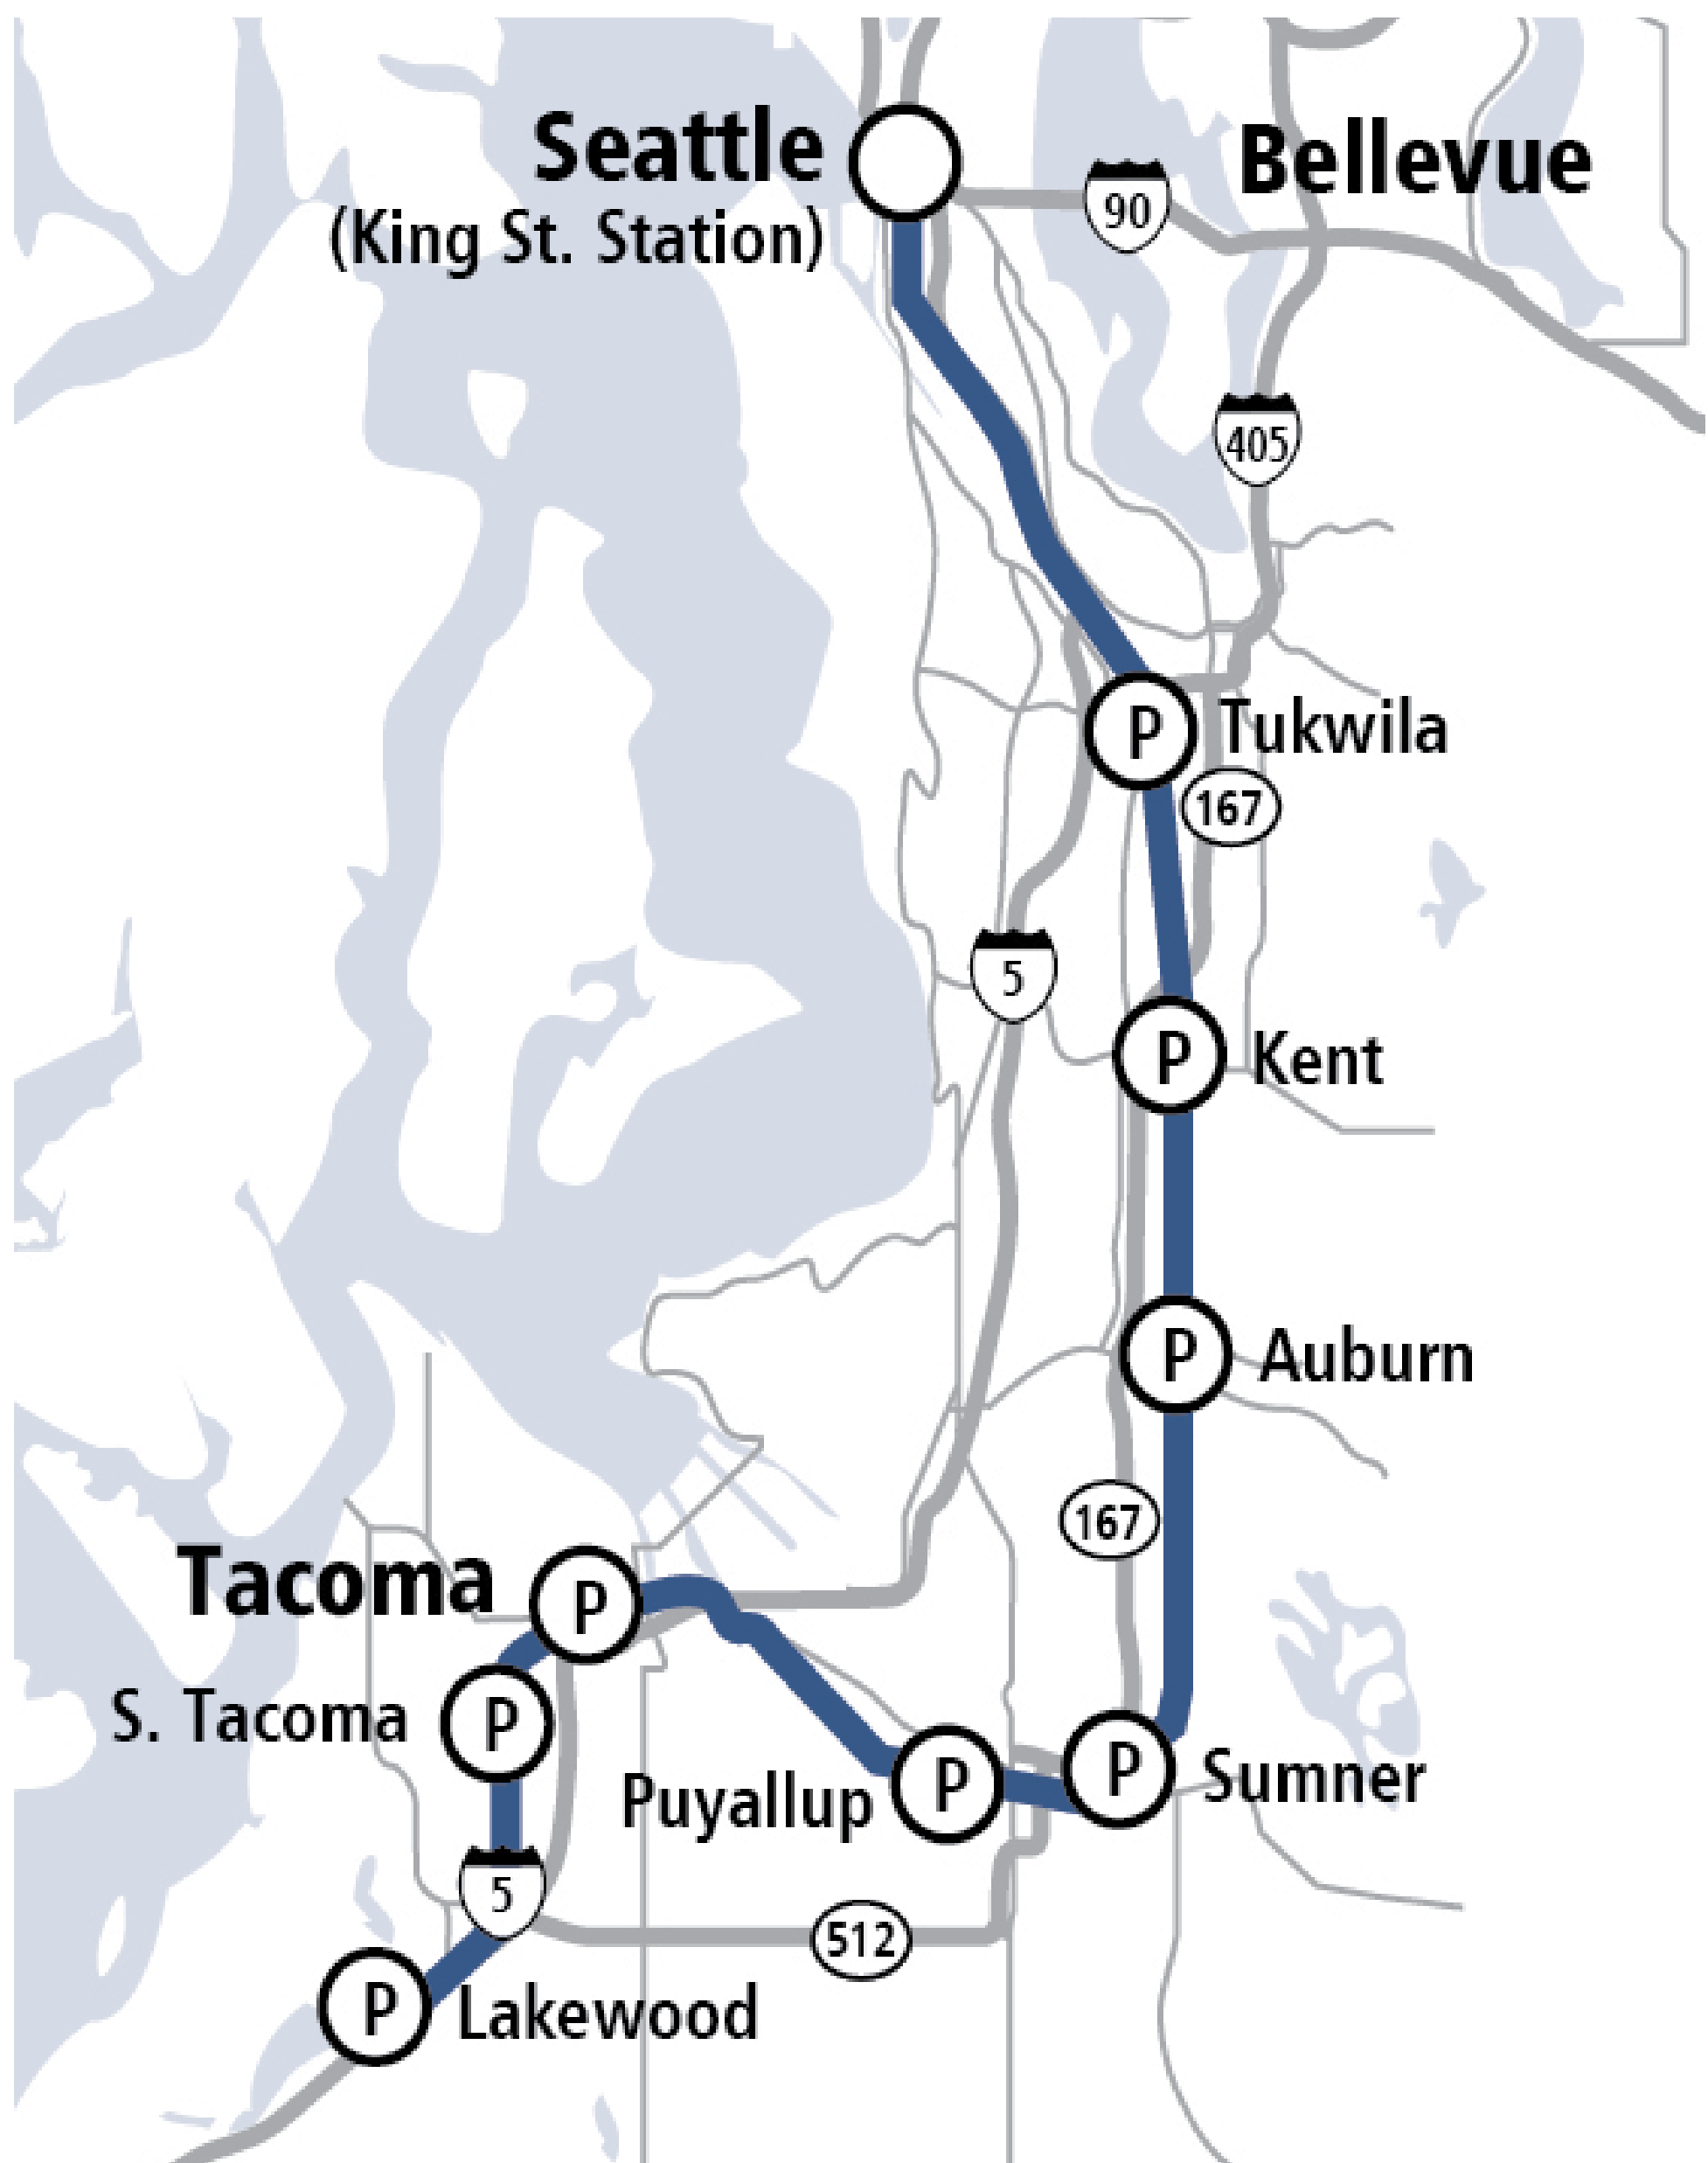 Seattle
(King St. Station)
90
Bellevue
405
P
Tukwila
167
5
P
Kent
P
Auburn
167
Tacoma
P
S. Tacoma
P
Puyallup
P
P
Sumner
5
512
P
Lakewood